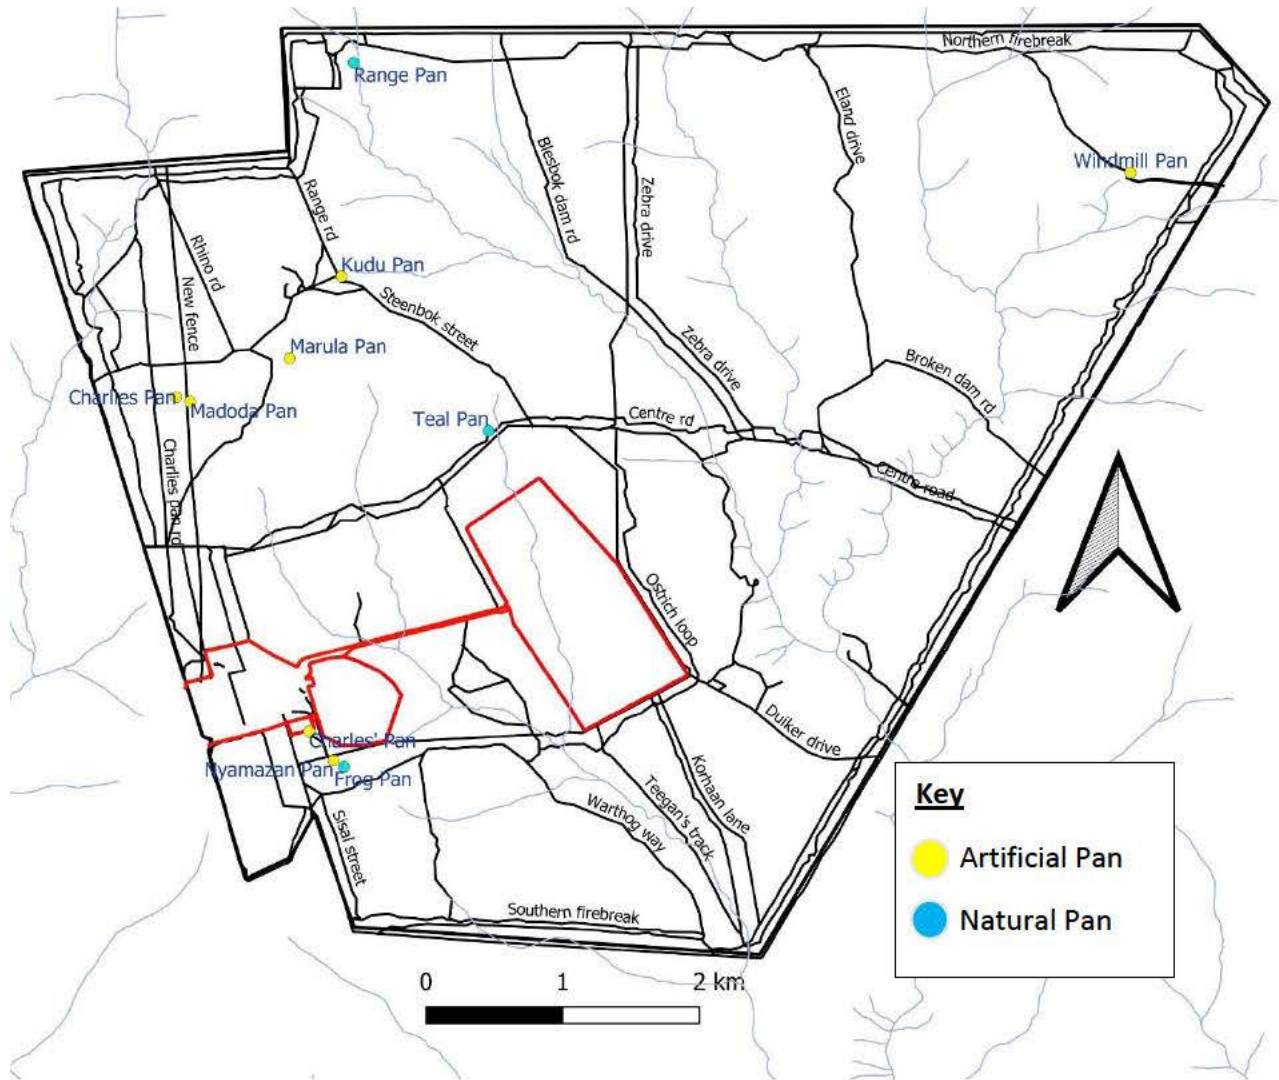 Northern firebreak
Range Pan
Eland drive
Blesbok dam rd
Windmill Pan
Range rd
Zebra drive
Rhino rd
New fence
Kudu Pan
Steenbok street
Zebra drive
Marula Pan
Broken dam rd
Charlies Pan
Madoda Pan
Teal Pan
Centre rd
Charlies pan rd
Centre road
Ostrich loop
Duiker drive
Charles' Pan
Nyamazan Pan
Frog Pan
Korhaan lane
Teegan's track
Warthog way
Sisal street
Southern firebreak
Key
Artificial Pan
Natural Pan
0 1 2 km